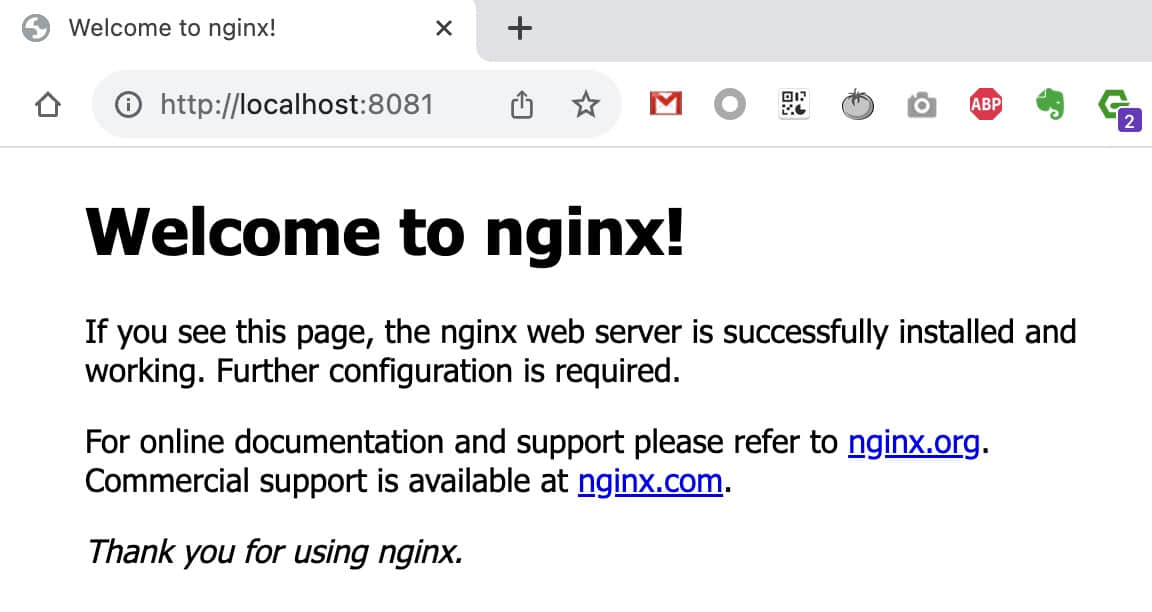 Welcome to nginx!
http://localhost:8081
ABP
2
Welcome to nginx!
If you see this page, the nginx web server is successfully installed and
working. Further configuration is required.
For online documentation and support please refer to nginx.org.
Commercial support is available at nginx.com.
Thank you for using nginx.